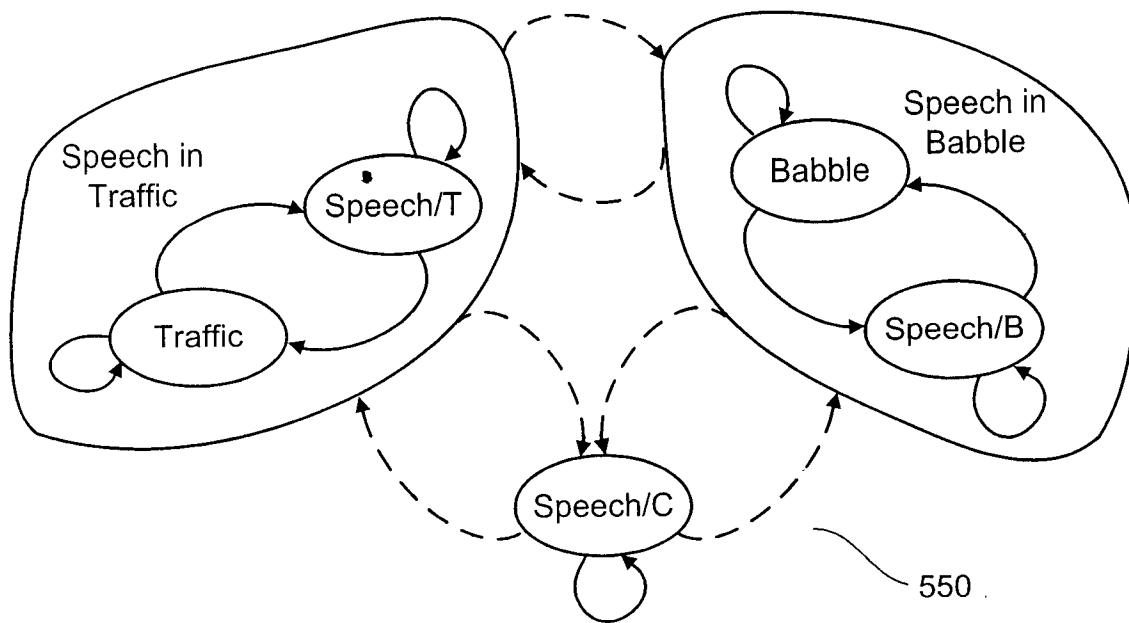 Speech in
Traffic
Speech/T
Traffic
Speech in
Babble
Babble
Speech/B
Speech/C
550